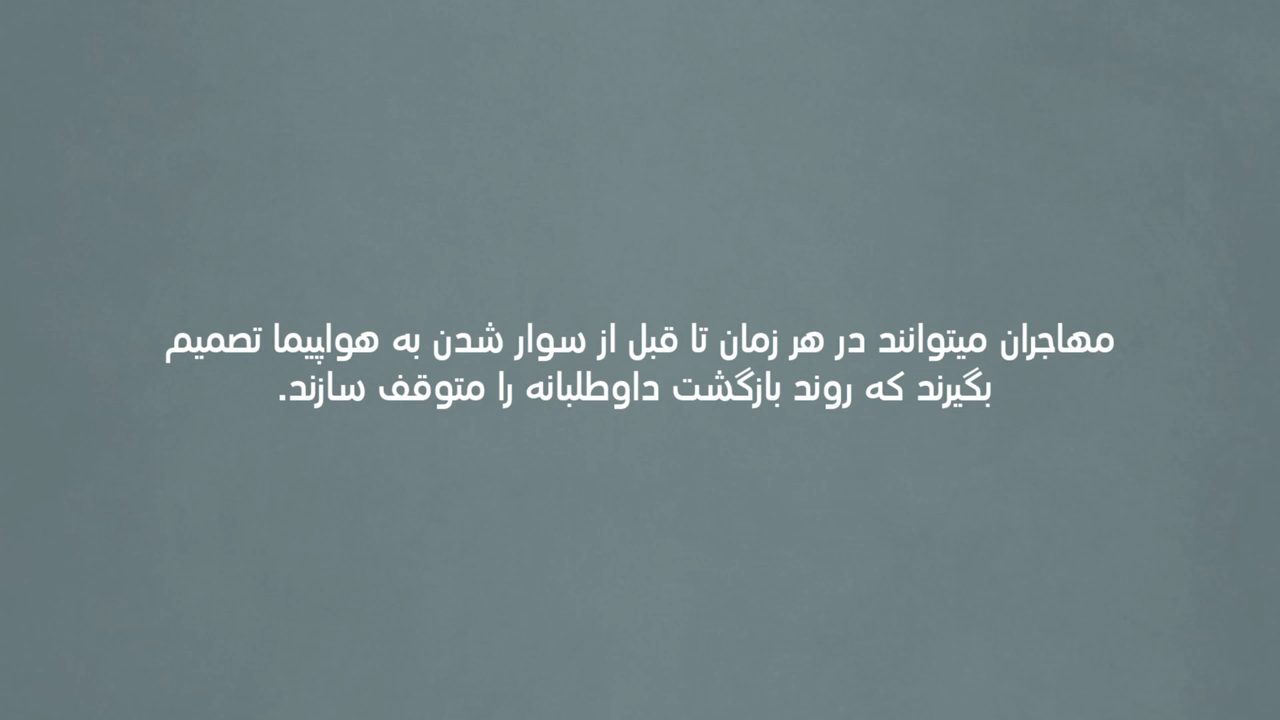 مهاجران میتوانند در هر زمان تا قبل از سوار شدن به هواپیما تصمیم
بگیرند که روند بازگشت داوطلبانه را متوقف سازند.